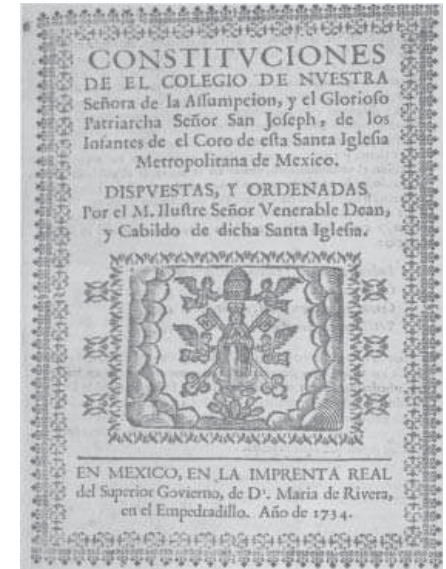 CONSTITVCIONES
DE EL COLEGIO DE NVESTRA
Señora de la Aſſumpcion, y el Glorioſo
Patriarcha Señor San Joſeph, de los
Infantes de el Coro de eſta Santa Igleſia
Metropolitana de Mexico.
DISPVESTAS, Y ORDENADAS
Por el M. Iluſtre Señor Venerable Dean,
y Cabildo de dicha Santa Igleſia.
EN MEXICO, EN LA IMPRENTA REAL
del Superior Govierno, de Dª. Maria de Rivera,
en el Empedradillo. Año de 1734.